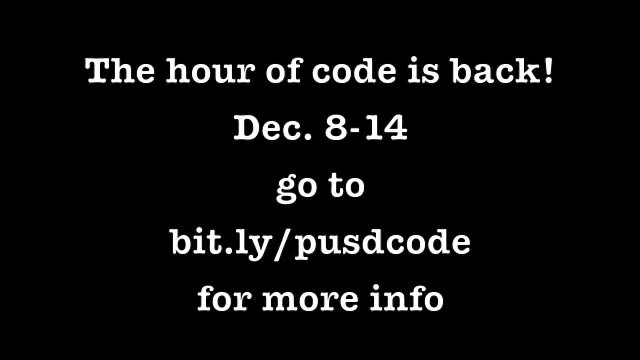 The hour of code is back!
Dec. 8-14
go to
bit.ly/pusdcode
for more info